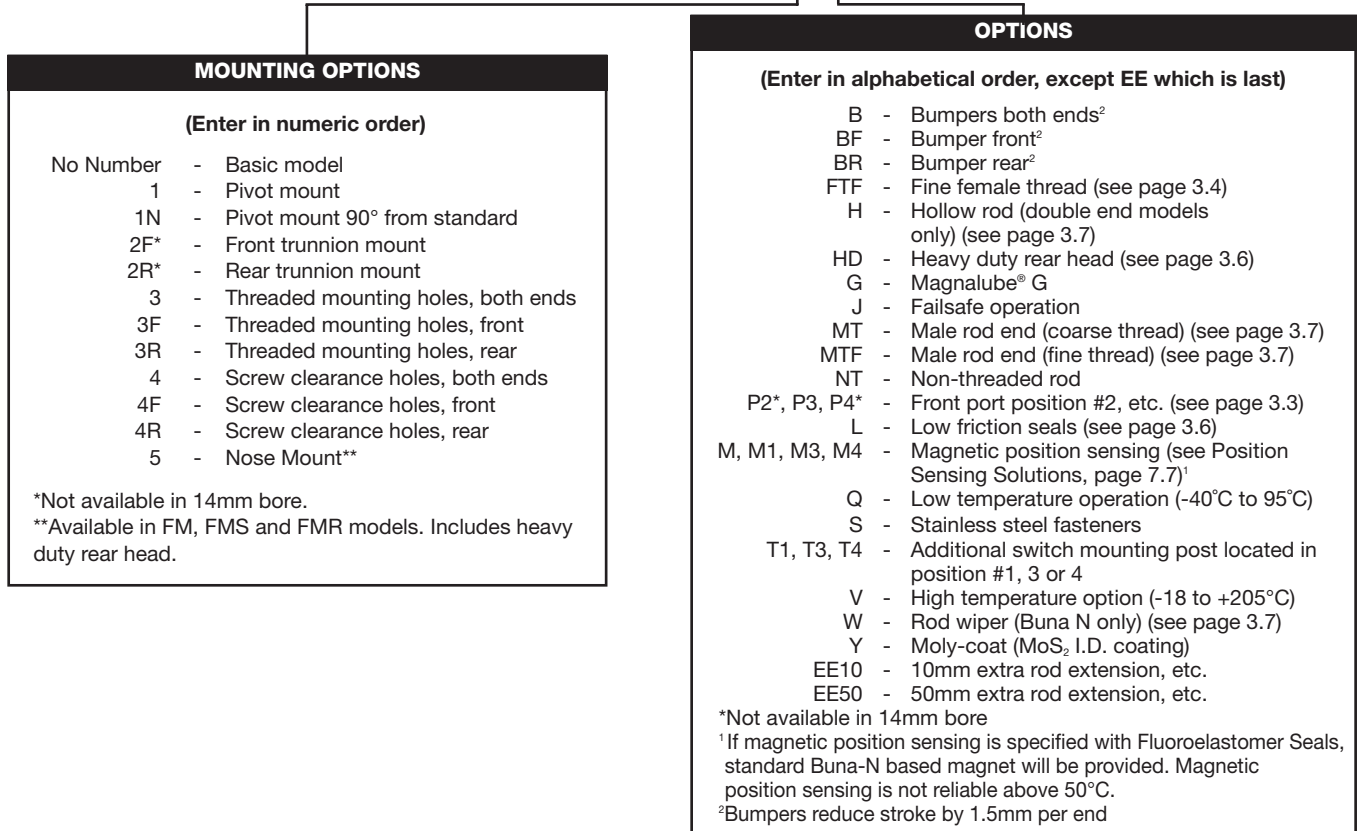 MOUNTING OPTIONS
(Enter in numeric order)
No Number - Basic model
1 - Pivot mount
1N - Pivot mount 90° from standard
2F* - Front trunnion mount
2R* - Rear trunnion mount
3 - Threaded mounting holes, both ends
3F - Threaded mounting holes, front
3R - Threaded mounting holes, rear
4 - Screw clearance holes, both ends
4F - Screw clearance holes, front
4R - Screw clearance holes, rear
5 - Nose Mount**
*Not available in 14mm bore.
**Available in FM, FMS and FMR models. Includes heavy
duty rear head.
OPTIONS
(Enter in alphabetical order, except EE which is last)
B - Bumpers both ends²
BF - Bumper front²
BR - Bumper rear²
FTF - Fine female thread (see page 3.4)
H - Hollow rod (double end models
only) (see page 3.7)
HD - Heavy duty rear head (see page 3.6)
G - Magnalube® G
J - Failsafe operation
MT - Male rod end (coarse thread) (see page 3.7)
MTF - Male rod end (fine thread) (see page 3.7)
NT - Non-threaded rod
P2*, P3, P4* - Front port position #2, etc. (see page 3.3)
L - Low friction seals (see page 3.6)
M, M1, M3, M4 - Magnetic position sensing (see Position
Sensing Solutions, page 7.7)¹
Q - Low temperature operation (-40°C to 95°C)
S - Stainless steel fasteners
T1, T3, T4 - Additional switch mounting post located in
position #1, 3 or 4
V - High temperature option (-18 to +205°C)
W - Rod wiper (Buna N only) (see page 3.7)
Y - Moly-coat (MoS₂ I.D. coating)
EE10 - 10mm extra rod extension, etc.
EE50 - 50mm extra rod extension, etc.
*Not available in 14mm bore
¹ If magnetic position sensing is specified with Fluoroelastomer Seals,
standard Buna-N based magnet will be provided. Magnetic
position sensing is not reliable above 50°C.
²Bumpers reduce stroke by 1.5mm per end